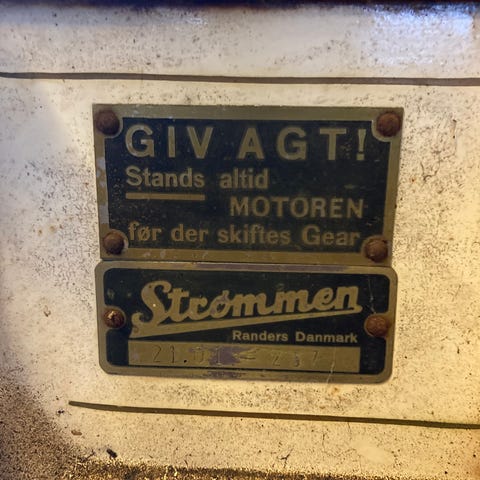 GIV AGT!
Stands altid
MOTOREN
før der skiftes Gear
Strømmen
Randers Danmark